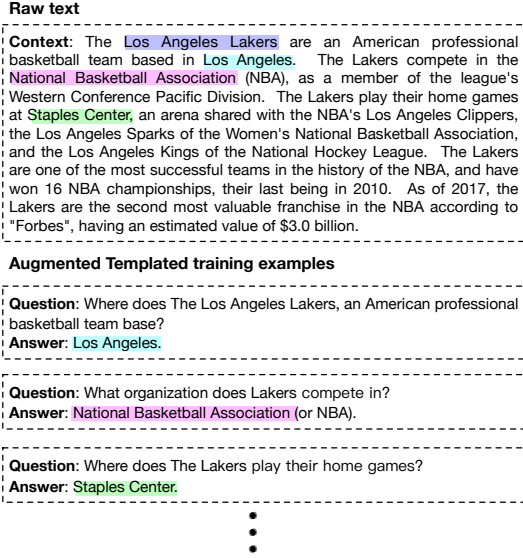 Raw text
Context: The Los Angeles Lakers are an American professional
basketball team based in Los Angeles. The Lakers compete in the
National Basketball Association (NBA), as a member of the league's
Western Conference Pacific Division. The Lakers play their home games
at Staples Center, an arena shared with the NBA's Los Angeles Clippers,
the Los Angeles Sparks of the Women's National Basketball Association,
and the Los Angeles Kings of the National Hockey League. The Lakers
are one of the most successful teams in the history of the NBA, and have
won 16 NBA championships, their last being in 2010. As of 2017, the
Lakers are the second most valuable franchise in the NBA according to
"Forbes", having an estimated value of $3.0 billion.
Augmented Templated training examples
Question: Where does The Los Angeles Lakers, an American professional
basketball team base?
Answer: Los Angeles.
Question: What organization does Lakers compete in?
Answer: National Basketball Association (or NBA).
Question: Where does The Lakers play their home games?
Answer: Staples Center.